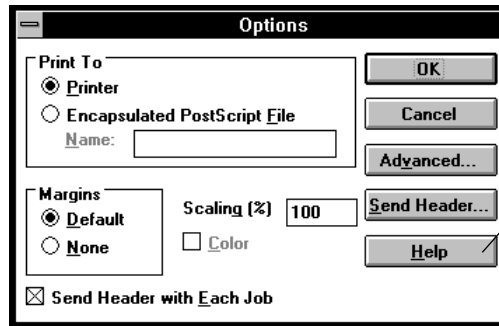 Options
Print To
Printer
Encapsulated PostScript File
Name:
OK
Cancel
Advanced...
Send Header...
Help
Margins
Default
None
Scaling (%) 100
Color
Send Header with Each Job